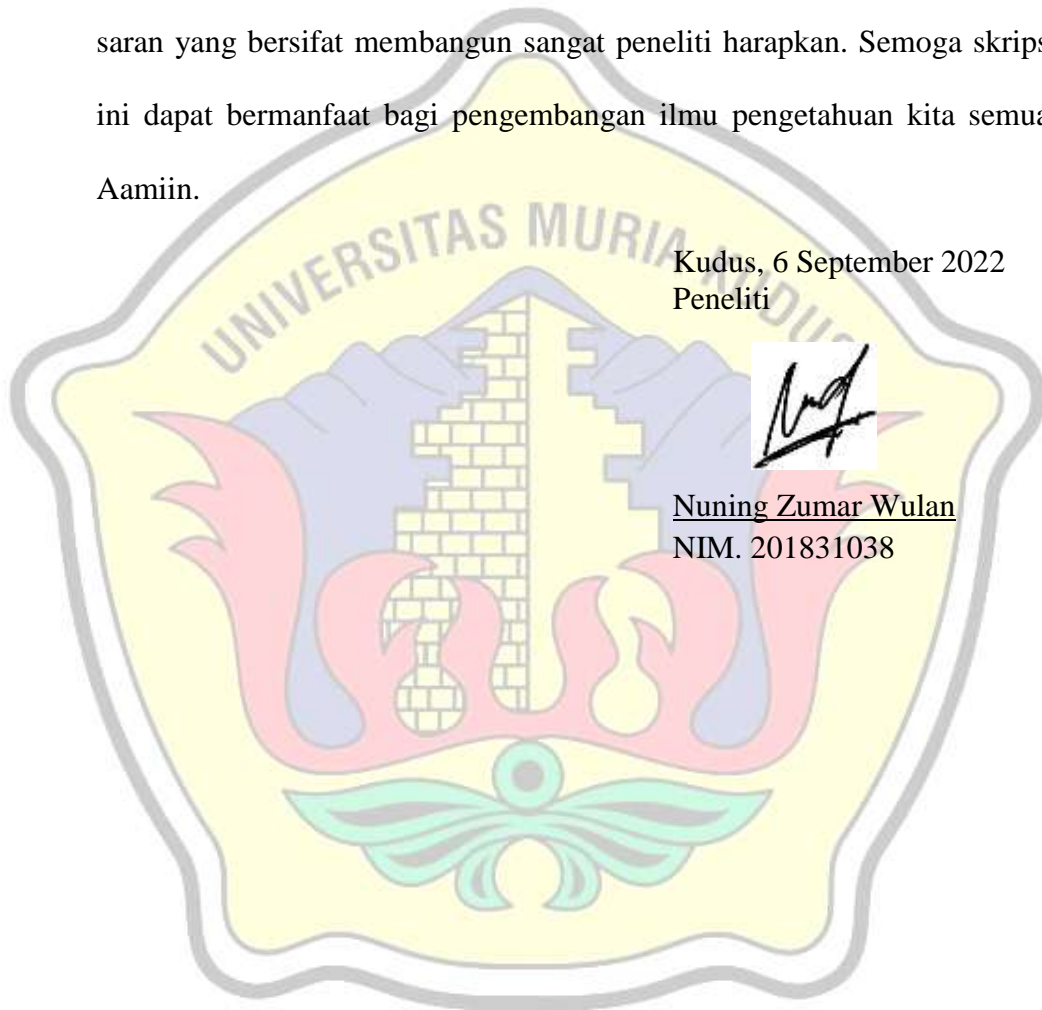 saran yang bersifat membangun sangat peneliti harapkan. Semoga skrips
ini dapat bermanfaat bagi pengembangan ilmu pengetahuan kita semua
Aamiin.
UNIVERSITAS MURIA KUDUS
Kudus, 6 September 2022
Peneliti
Nuning Zumar Wulan
NIM. 201831038